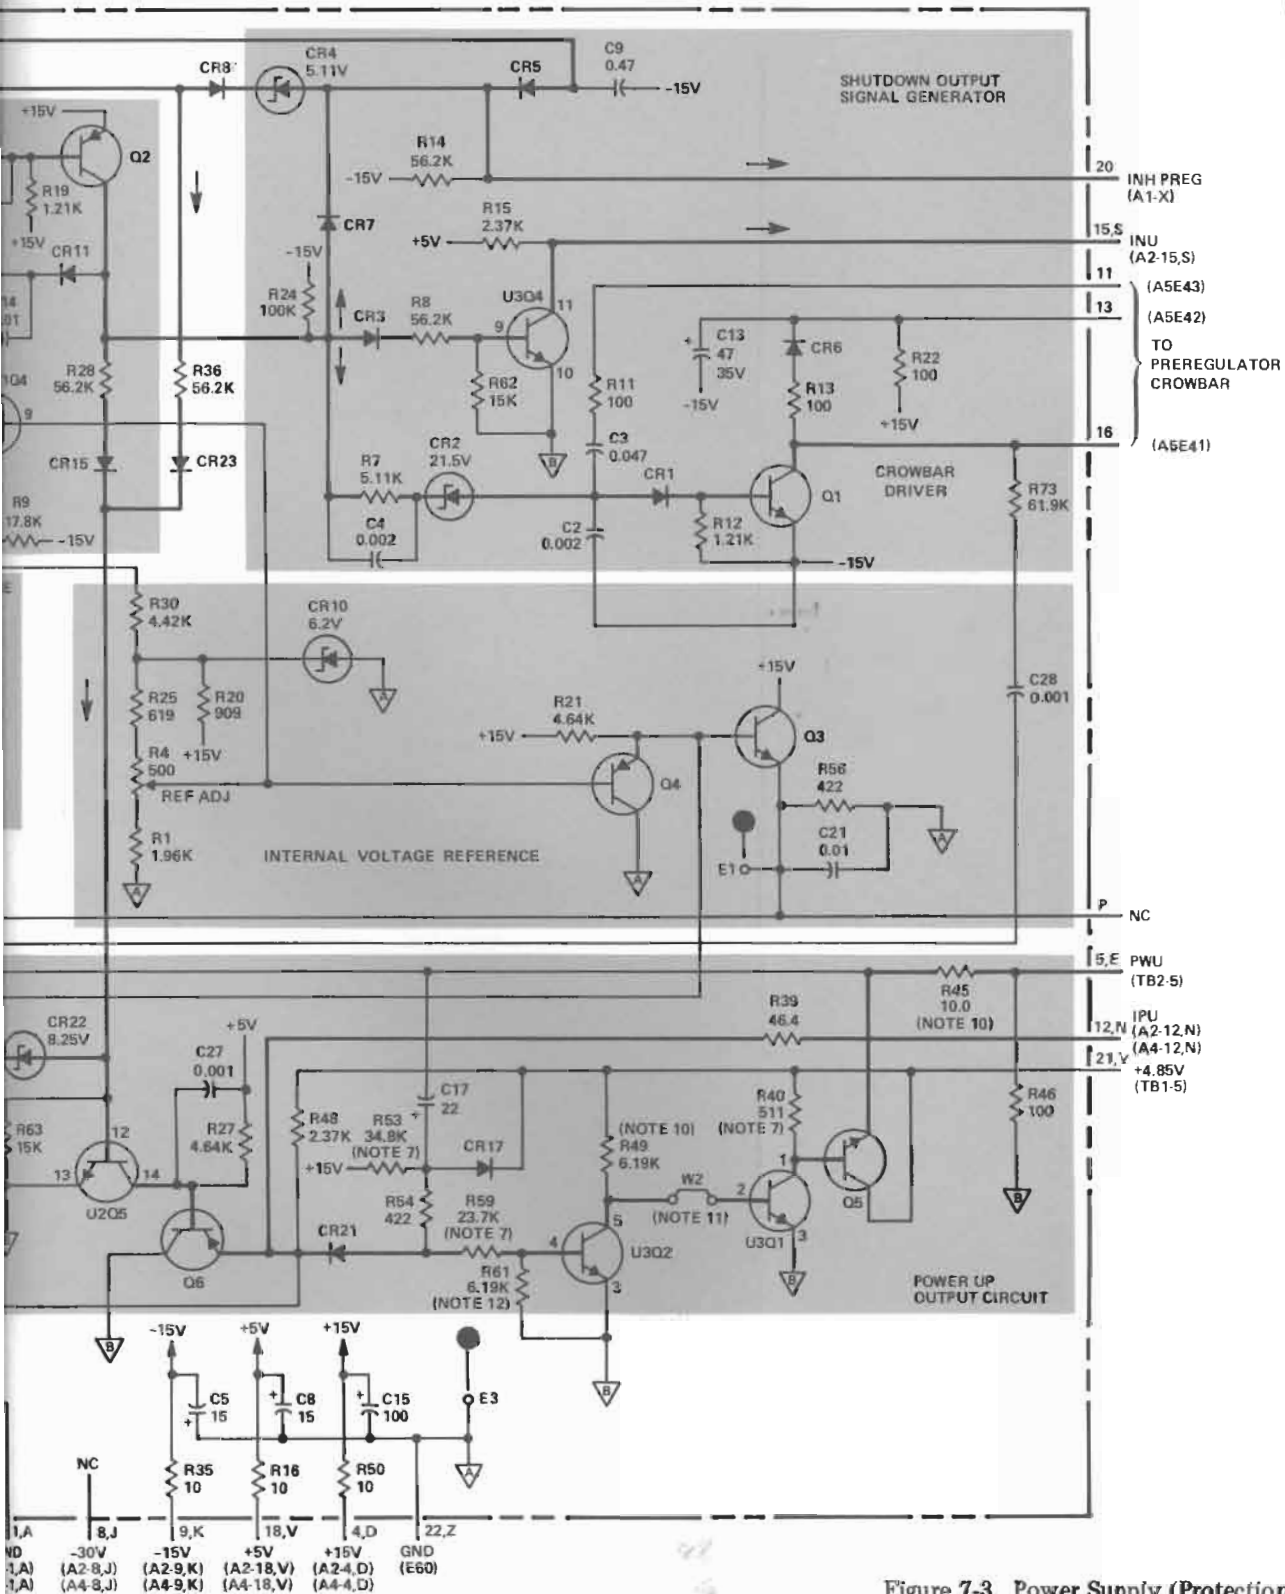 CR8
CR4
5.11V
CR5
C9
0.47
-15V
SHUTDOWN OUTPUT
SIGNAL GENERATOR
+15V
Q2
R19
1.21K
+15V
CR11
R14
56.2K
-15V
20
INH PREG
(A1-X)
CR7
R15
2.37K
+5V
15,S
INU
(A2-15,S)
-15V
R24
100K
CR3
R8
56.2K
U3Q4
11
9
10
11
(A5E43)
13
(A5E42)
TO
PREREGULATOR
CROWBAR
C13
47
35V
+
-15V
CR6
R13
100
R22
100
+15V
R28
56.2K
R36
56.2K
9
R62
15K
R11
100
C3
0.047
B
16
(A5E41)
CR15
CR23
R7
5.11K
CR2
21.5V
CR1
Q1
CROWBAR
DRIVER
R73
61.9K
R9
17.8K
-15V
C4
0.002
C2
0.002
R12
1.21K
-15V
R30
4.42K
CR10
6.2V
A
R25
619
R20
909
+15V
R4
500
REF ADJ
R21
4.64K
+15V
+15V
Q3
Q4
C28
0.001
R56
422
C21
0.01
A
E1
R1
1.96K
A
INTERNAL VOLTAGE REFERENCE
A
P
NC
5,E
PWU
(TB2-5)
R45
10.0
(NOTE 10)
R39
46.4
IPU
12,N
(A2-12,N)
(A4-12,N)
21,Y
+4.85V
(TB1-5)
CR22
8.25V
+5V
C27
0.001
R63
15K
R27
4.64K
12
13
14
U2Q5
Q6
B
R48
2.37K
R53
34.8K
(NOTE 7)
+15V
C17
22
+
CR17
R54
422
CR21
R59
23.7K
(NOTE 7)
R61
6.19K
(NOTE 12)
4
5
3
U3Q2
B
(NOTE 10)
R49
6.19K
W2
(NOTE 11)
R40
511
(NOTE 7)
1
2
3
U3Q1
B
Q5
R46
100
B
POWER UP
OUTPUT CIRCUIT
-15V
+5V
+15V
C5
15
+
C8
15
+
C15
100
+
E3
A
NC
R35
10
R16
10
R50
10
1,A
8,J
9,K
18,V
4,D
22,Z
-30V
(A2-8,J)
(A4-8,J)
-15V
(A2-9,K)
(A4-9,K)
+5V
(A2-18,V)
(A4-18,V)
+15V
(A2-4,D)
(A4-4,D)
GND
(E60)
Figure 7-3. Power Supply (Protection